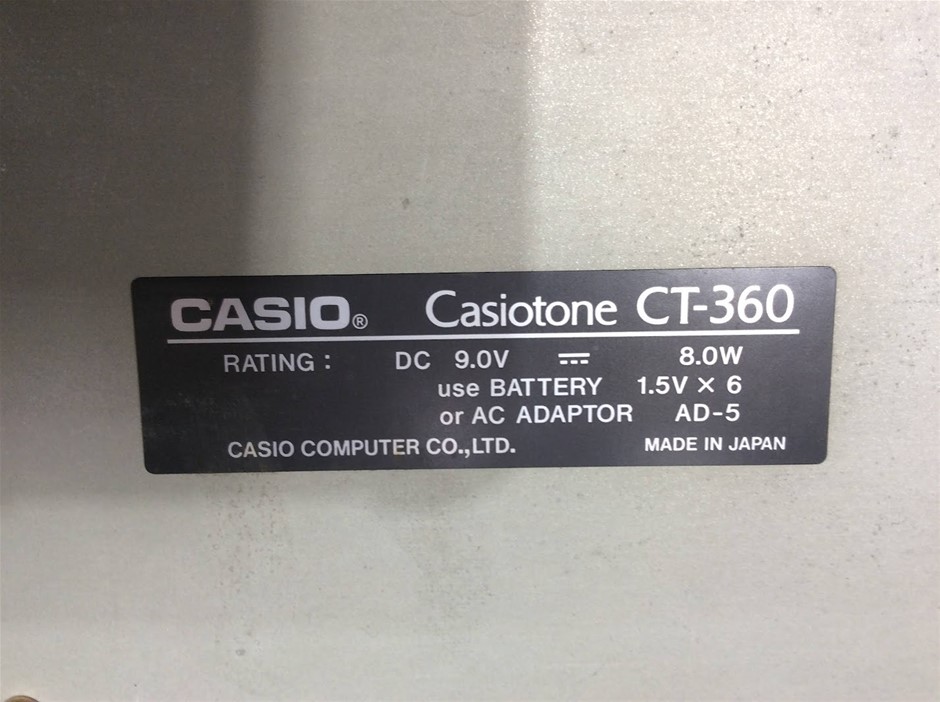 CASIO® Casiotone CT-360
RATING : DC 9.0V ⎓ 8.0W
use BATTERY 1.5V × 6
or AC ADAPTOR AD-5
CASIO COMPUTER CO.,LTD. MADE IN JAPAN